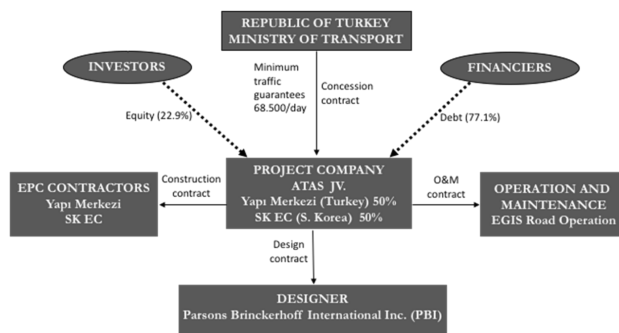 REPUBLIC OF TURKEY
MINISTRY OF TRANSPORT
INVESTORS
FINANCIERS
Minimum
traffic
guarantees
68.500/day
Concession
contract
Equity (22.9%)
Debt (77.1%)
EPC CONTRACTORS
Yapı Merkezi
SK EC
Construction
contract
PROJECT COMPANY
ATAS JV.
Yapı Merkezi (Turkey) 50%
SK EC (S. Korea) 50%
O&M
contract
OPERATION AND
MAINTENANCE
EGIS Road Operation
Design
contract
DESIGNER
Parsons Brinckerhoff International Inc. (PBI)